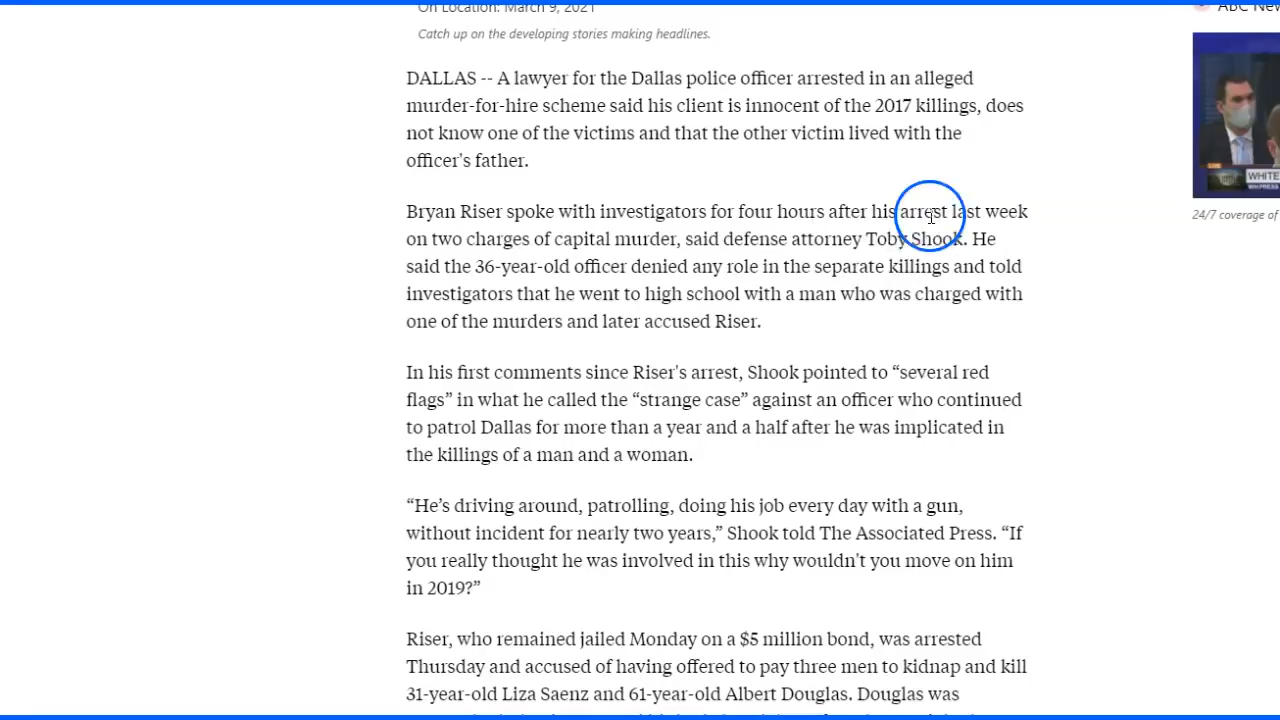 On Location: March 9, 2021
ABC New
Catch up on the developing stories making headlines.
DALLAS -- A lawyer for the Dallas police officer arrested in an alleged
murder-for-hire scheme said his client is innocent of the 2017 killings, does
not know one of the victims and that the other victim lived with the
officer's father.
Bryan Riser spoke with investigators for four hours after his arrest last week
on two charges of capital murder, said defense attorney Toby Shook. He
said the 36-year-old officer denied any role in the separate killings and told
investigators that he went to high school with a man who was charged with
one of the murders and later accused Riser.
In his first comments since Riser's arrest, Shook pointed to “several red
flags” in what he called the “strange case” against an officer who continued
to patrol Dallas for more than a year and a half after he was implicated in
the killings of a man and a woman.
“He’s driving around, patrolling, doing his job every day with a gun,
without incident for nearly two years,” Shook told The Associated Press. “If
you really thought he was involved in this why wouldn't you move on him
in 2019?”
Riser, who remained jailed Monday on a $5 million bond, was arrested
Thursday and accused of having offered to pay three men to kidnap and kill
31-year-old Liza Saenz and 61-year-old Albert Douglas. Douglas was
LIVE
WHITE
WH PRESS
24/7 coverage of